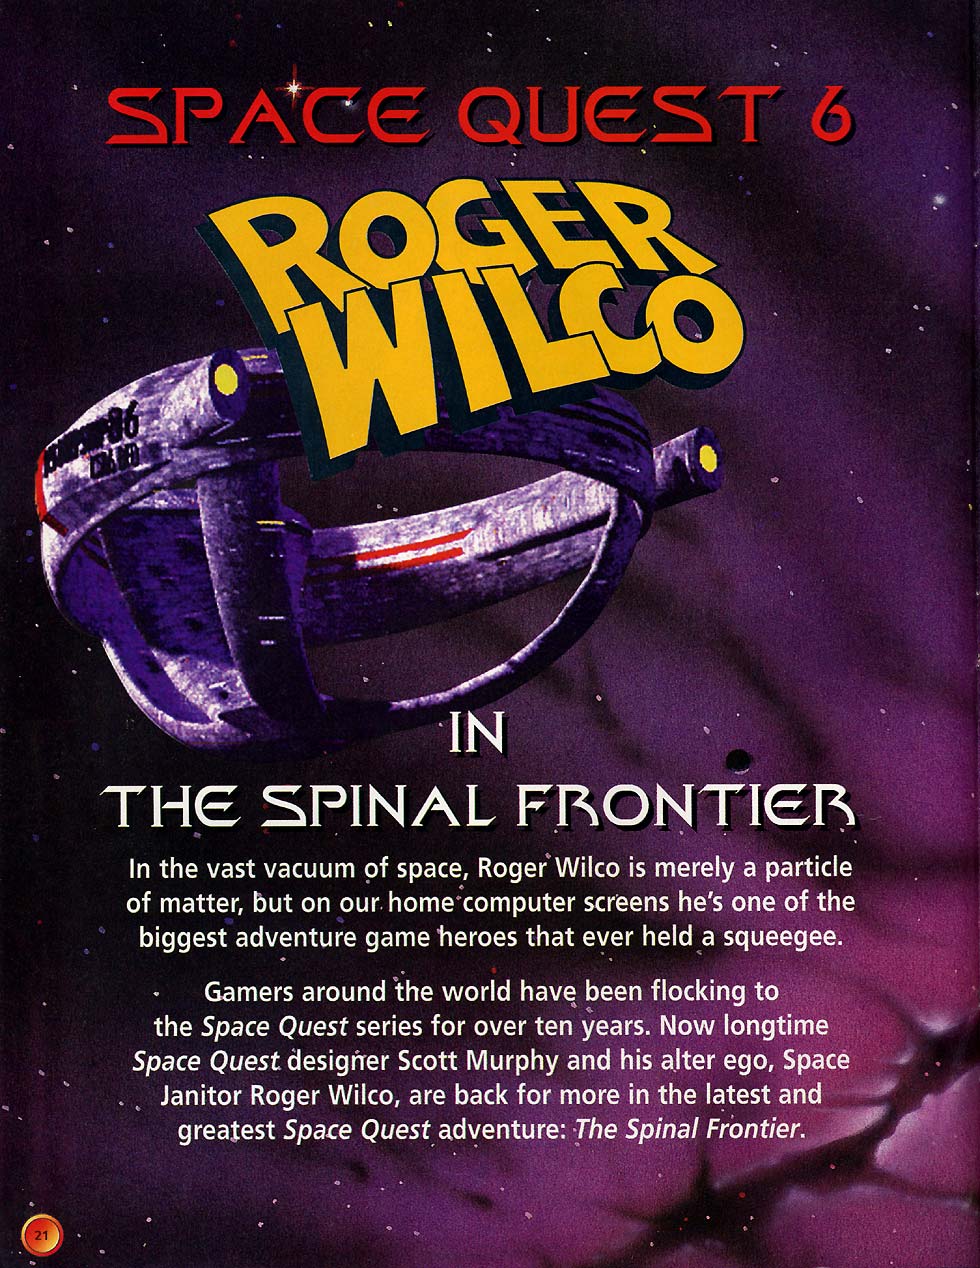 SPACE QUEST 6
ROGER
WILCO
IN
THE SPINAL FRONTIER
In the vast vacuum of space, Roger Wilco is merely a particle
of matter, but on our home computer screens he's one of the
biggest adventure game heroes that ever held a squeegee.
Gamers around the world have been flocking to
the Space Quest series for over ten years. Now longtime
Space Quest designer Scott Murphy and his alter ego, Space
Janitor Roger Wilco, are back for more in the latest and
greatest Space Quest adventure: The Spinal Frontier.
21